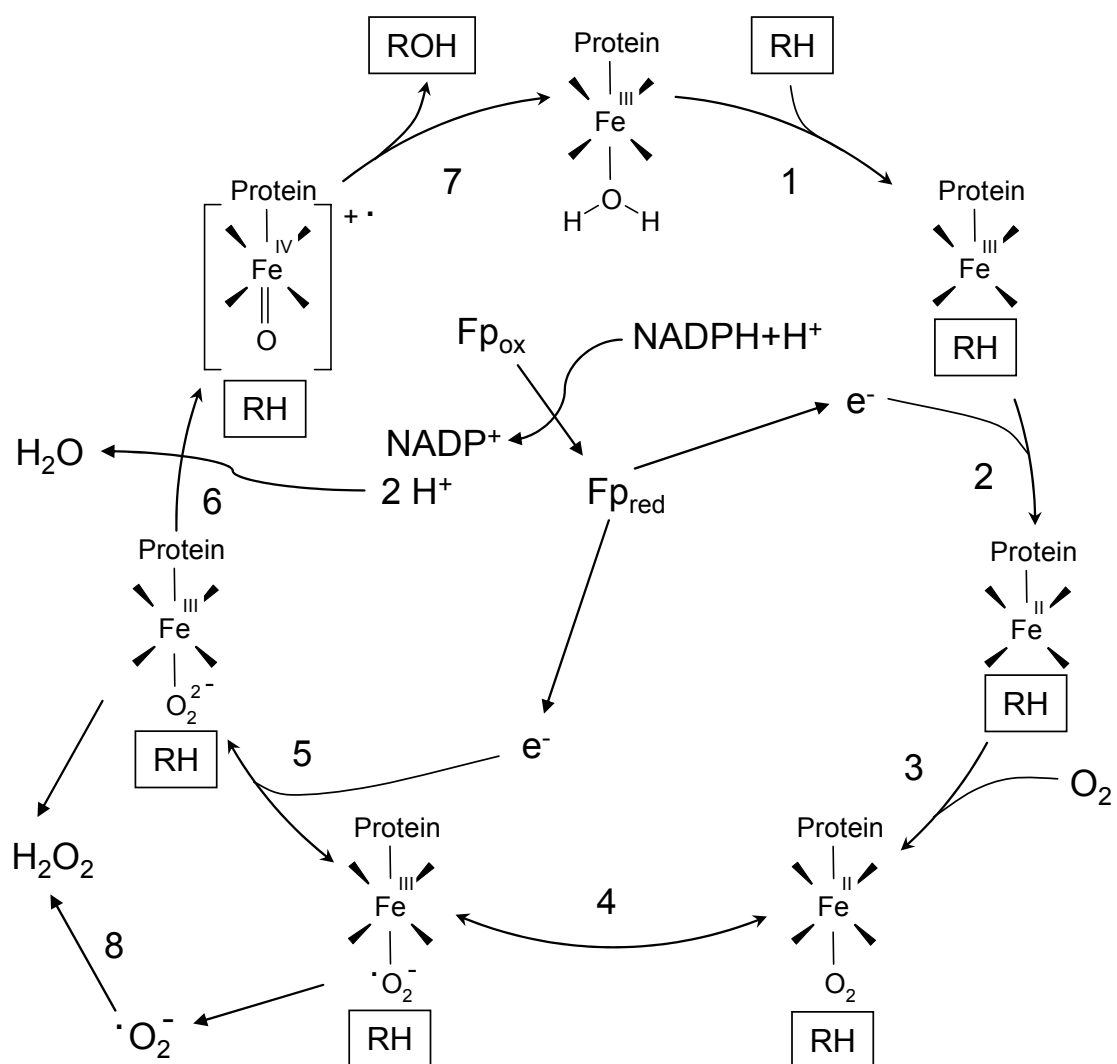 ROH
Protein
Fe III
H O H
RH
1
Protein
Fe III
RH
7
Protein
Fe IV
O
+ ·
RH
Fp_ox
NADPH+H⁺
NADP⁺
2 H⁺
H₂O
6
Fp_red
e⁻
2
Protein
Fe II
RH
Protein
Fe III
O₂²⁻
RH
5
e⁻
3
O₂
Protein
Fe II
O₂
RH
4
Protein
Fe III
·O₂⁻
RH
H₂O₂
8
·O₂⁻